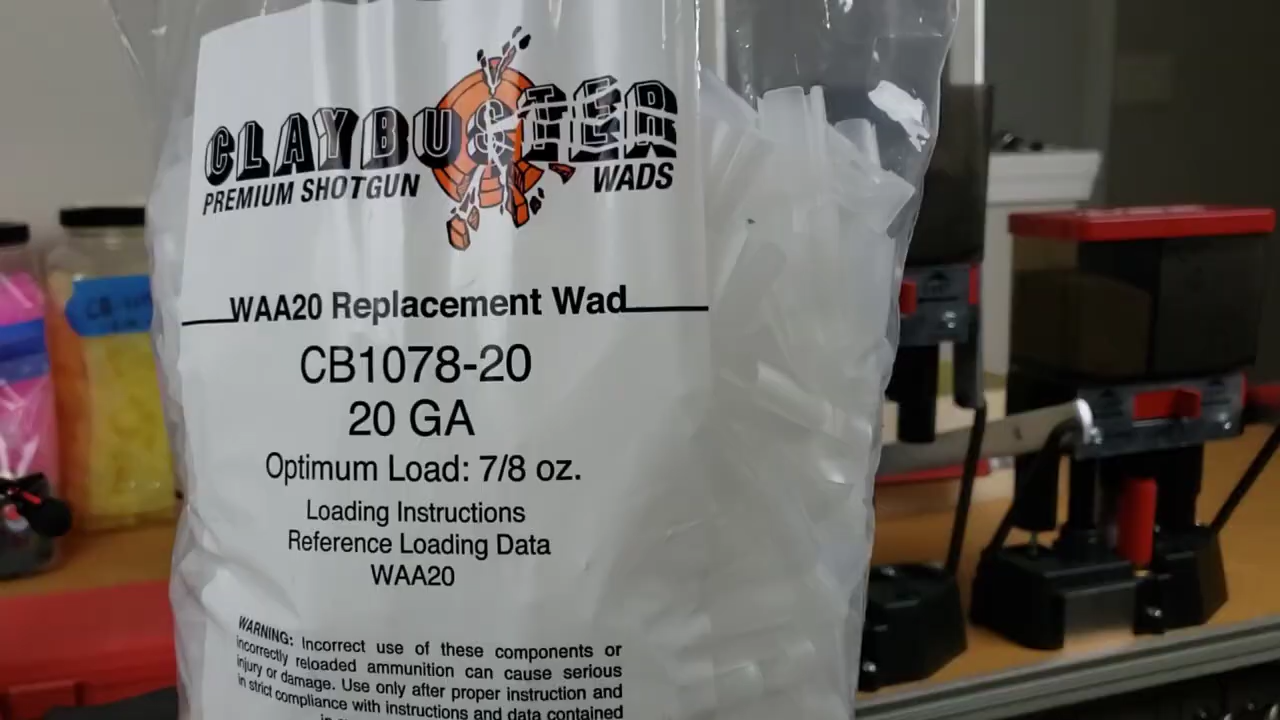 CLAYBUSTER
PREMIUM SHOTGUN WADS
WAA20 Replacement Wad
CB1078-20
20 GA
Optimum Load: 7/8 oz.
Loading Instructions
Reference Loading Data
WAA20
WARNING: Incorrect use of these components or
incorrectly reloaded ammunition can cause serious
injury or damage. Use only after proper instruction and
in strict compliance with instructions and data contained
CB